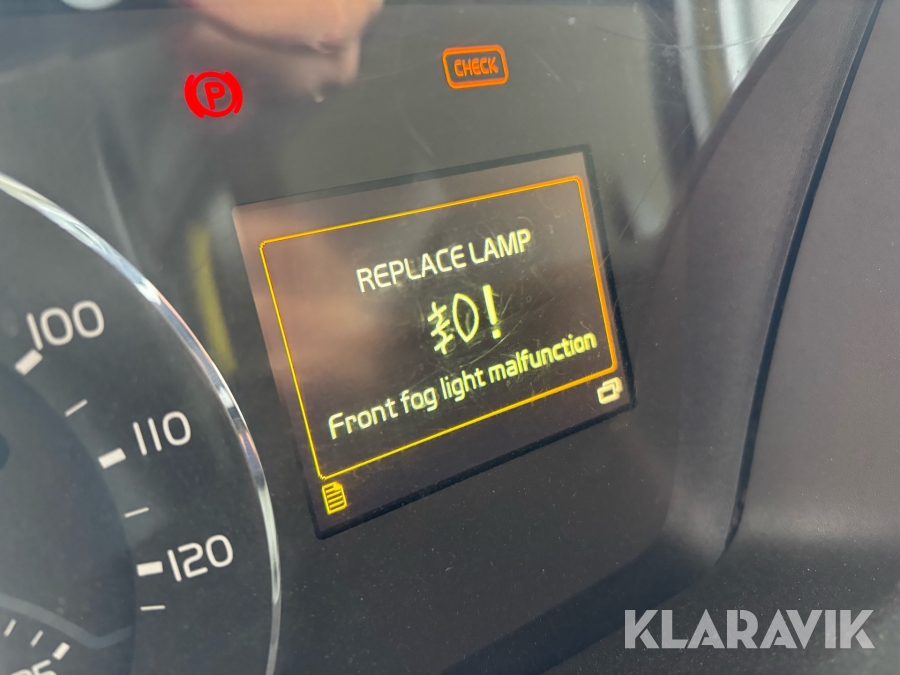 P
CHECK
REPLACE LAMP
!
Front fog light malfunction
100
110
120
KLARAVIK